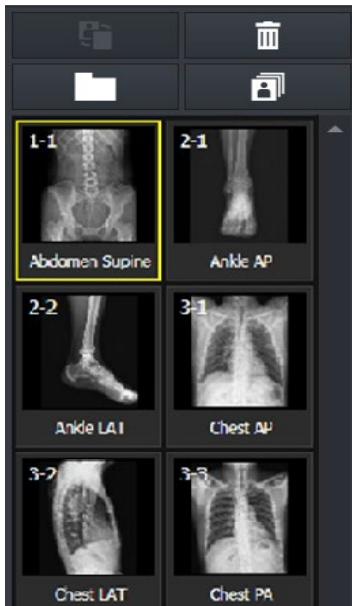 1-1
Abdomen Supine
2-1
Ankle AP
2-2
Ankle LAT
3-1
Chest AP
3-2
Chest LAT
3-3
Chest PA